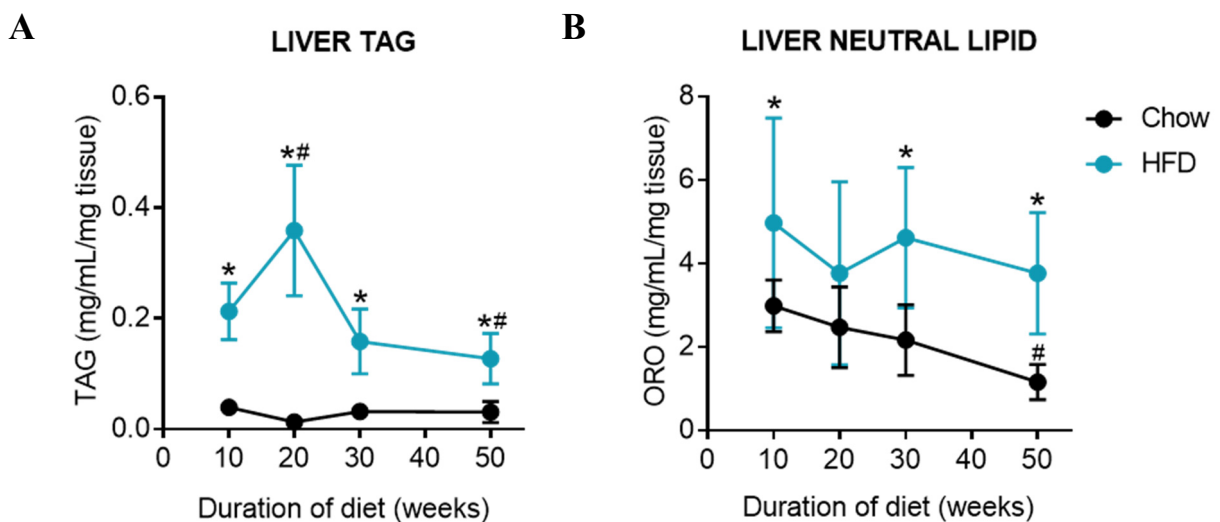 A
LIVER TAG
TAG (mg/mL/mg tissue)
0.6
0.4
0.2
0.0
*
*#
*
*#
0 10 20 30 40 50
Duration of diet (weeks)
B
LIVER NEUTRAL LIPID
ORO (mg/mL/mg tissue)
8
6
4
2
0
*
*
*
#
0 10 20 30 40 50
Duration of diet (weeks)
Chow
HFD